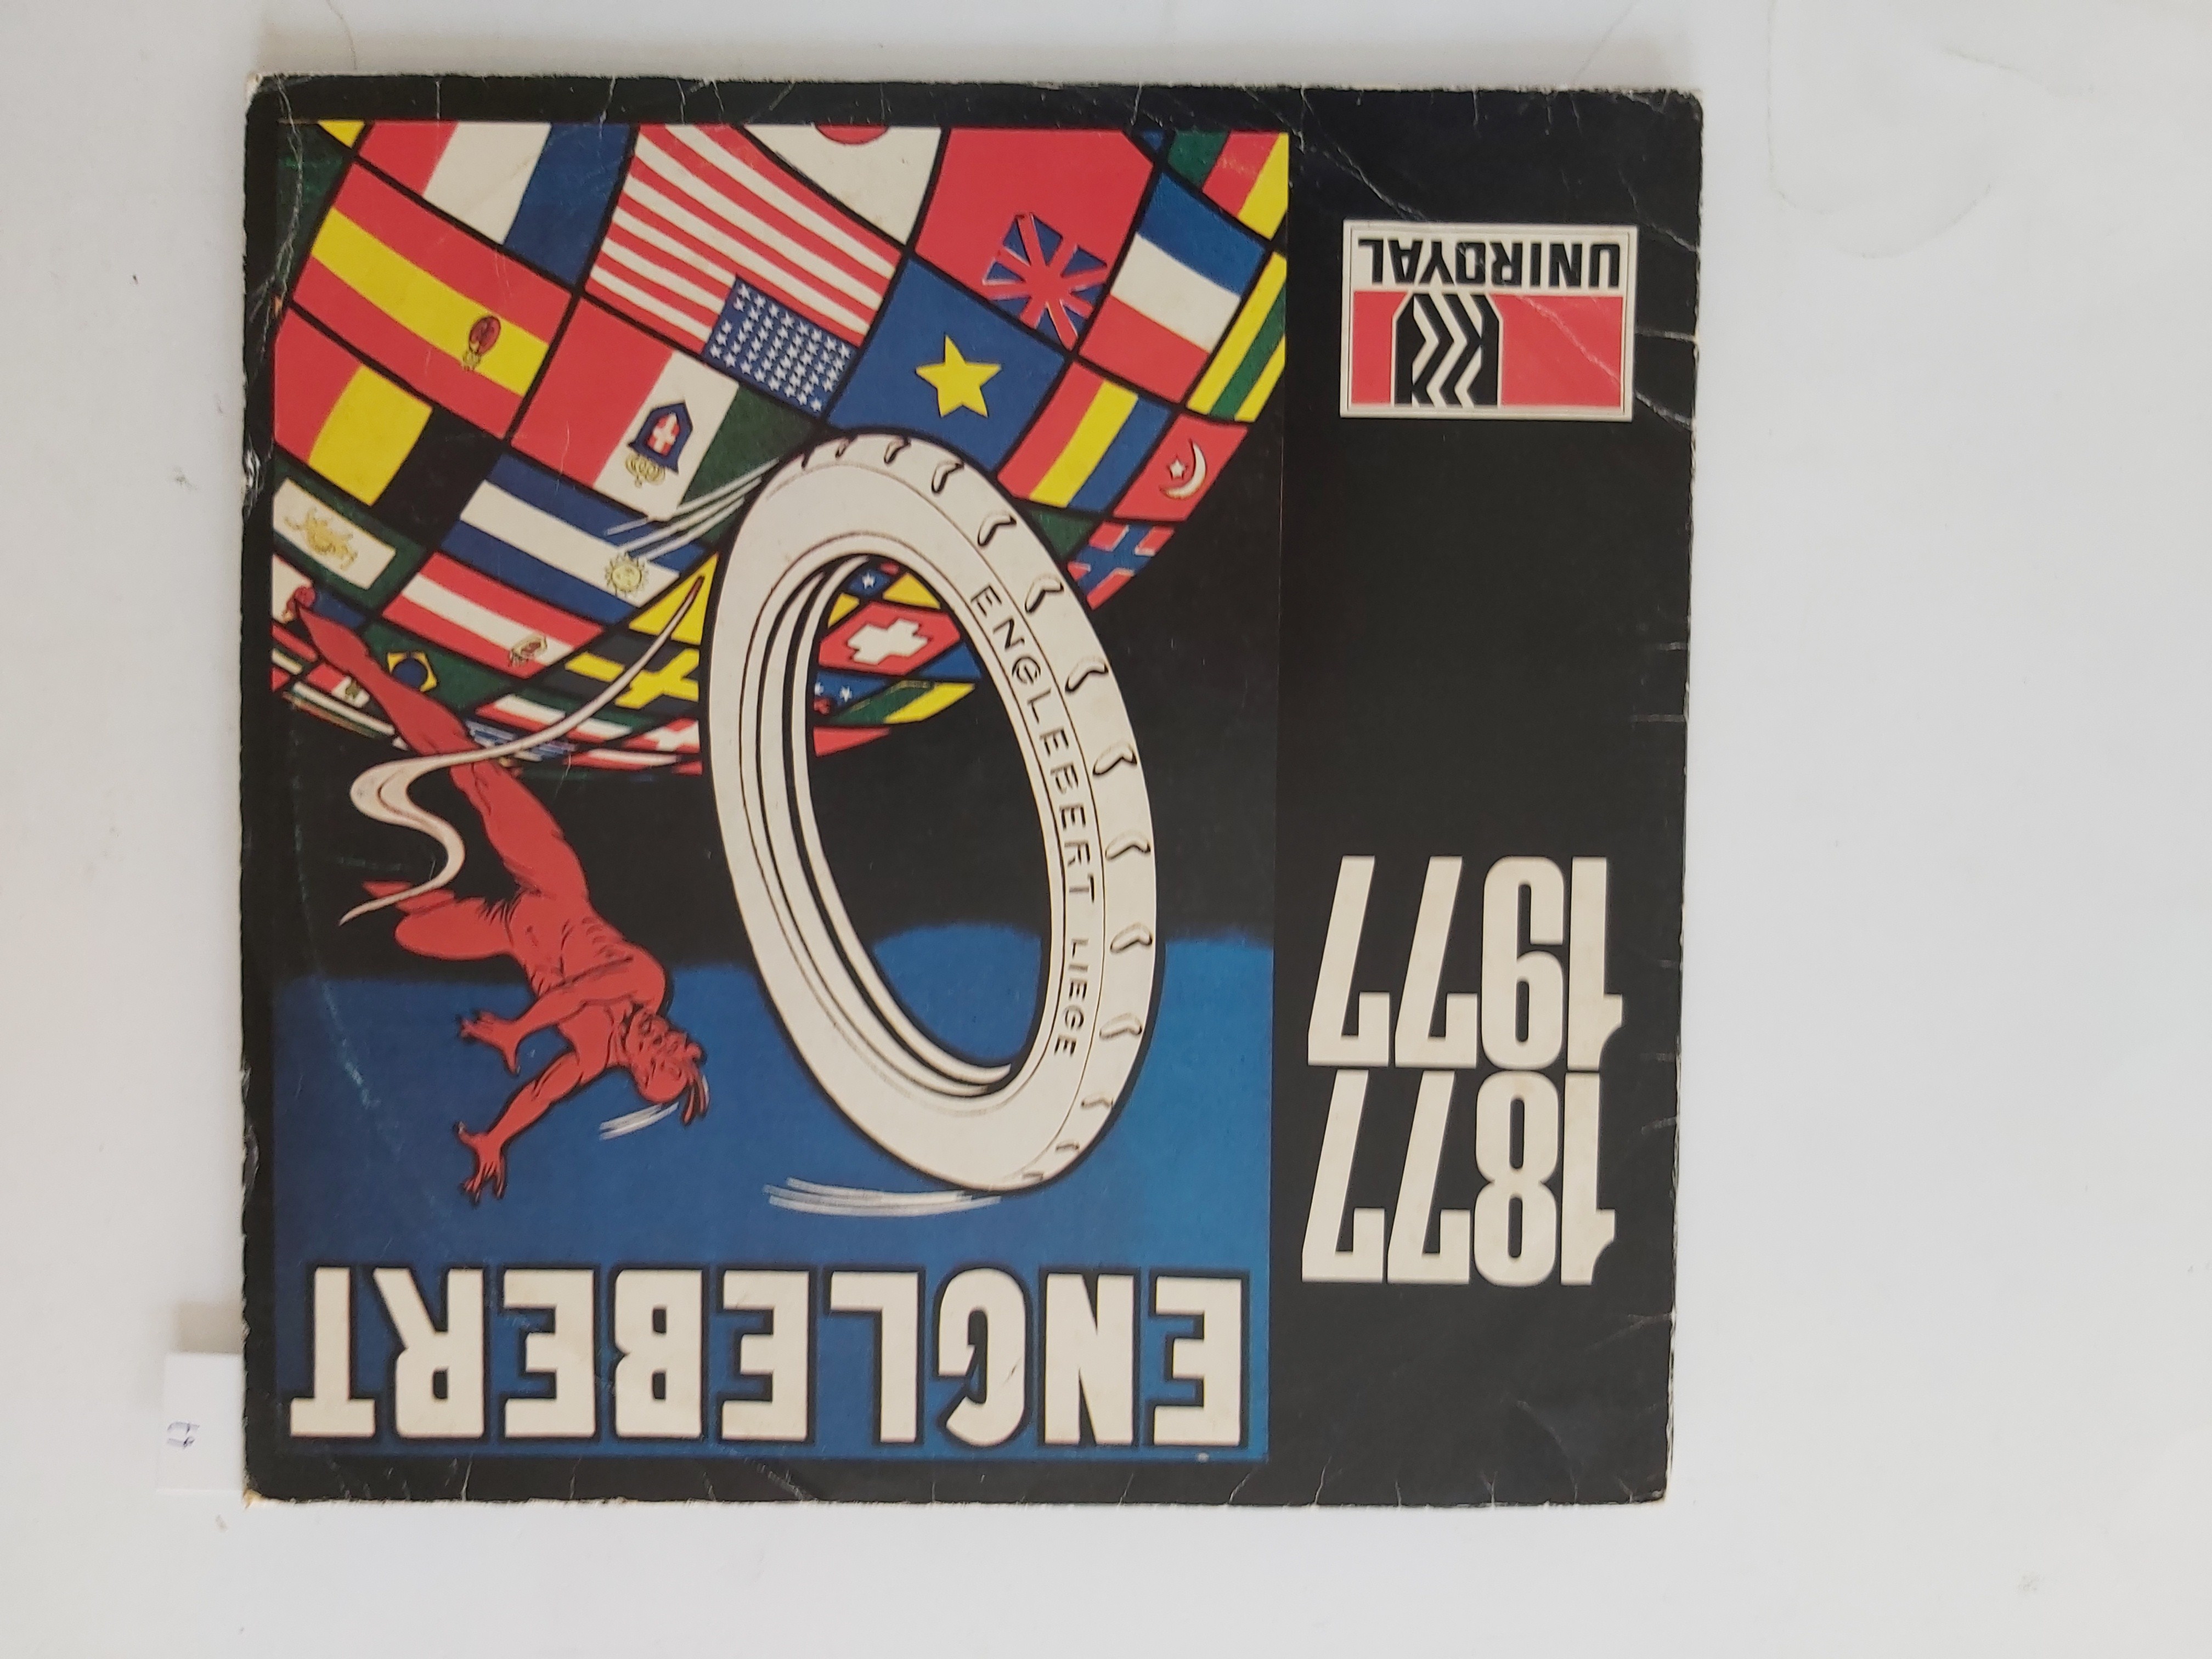 ENGLEBERT
1877
1977
ENGLEBERT LIEGE
UNIROYAL